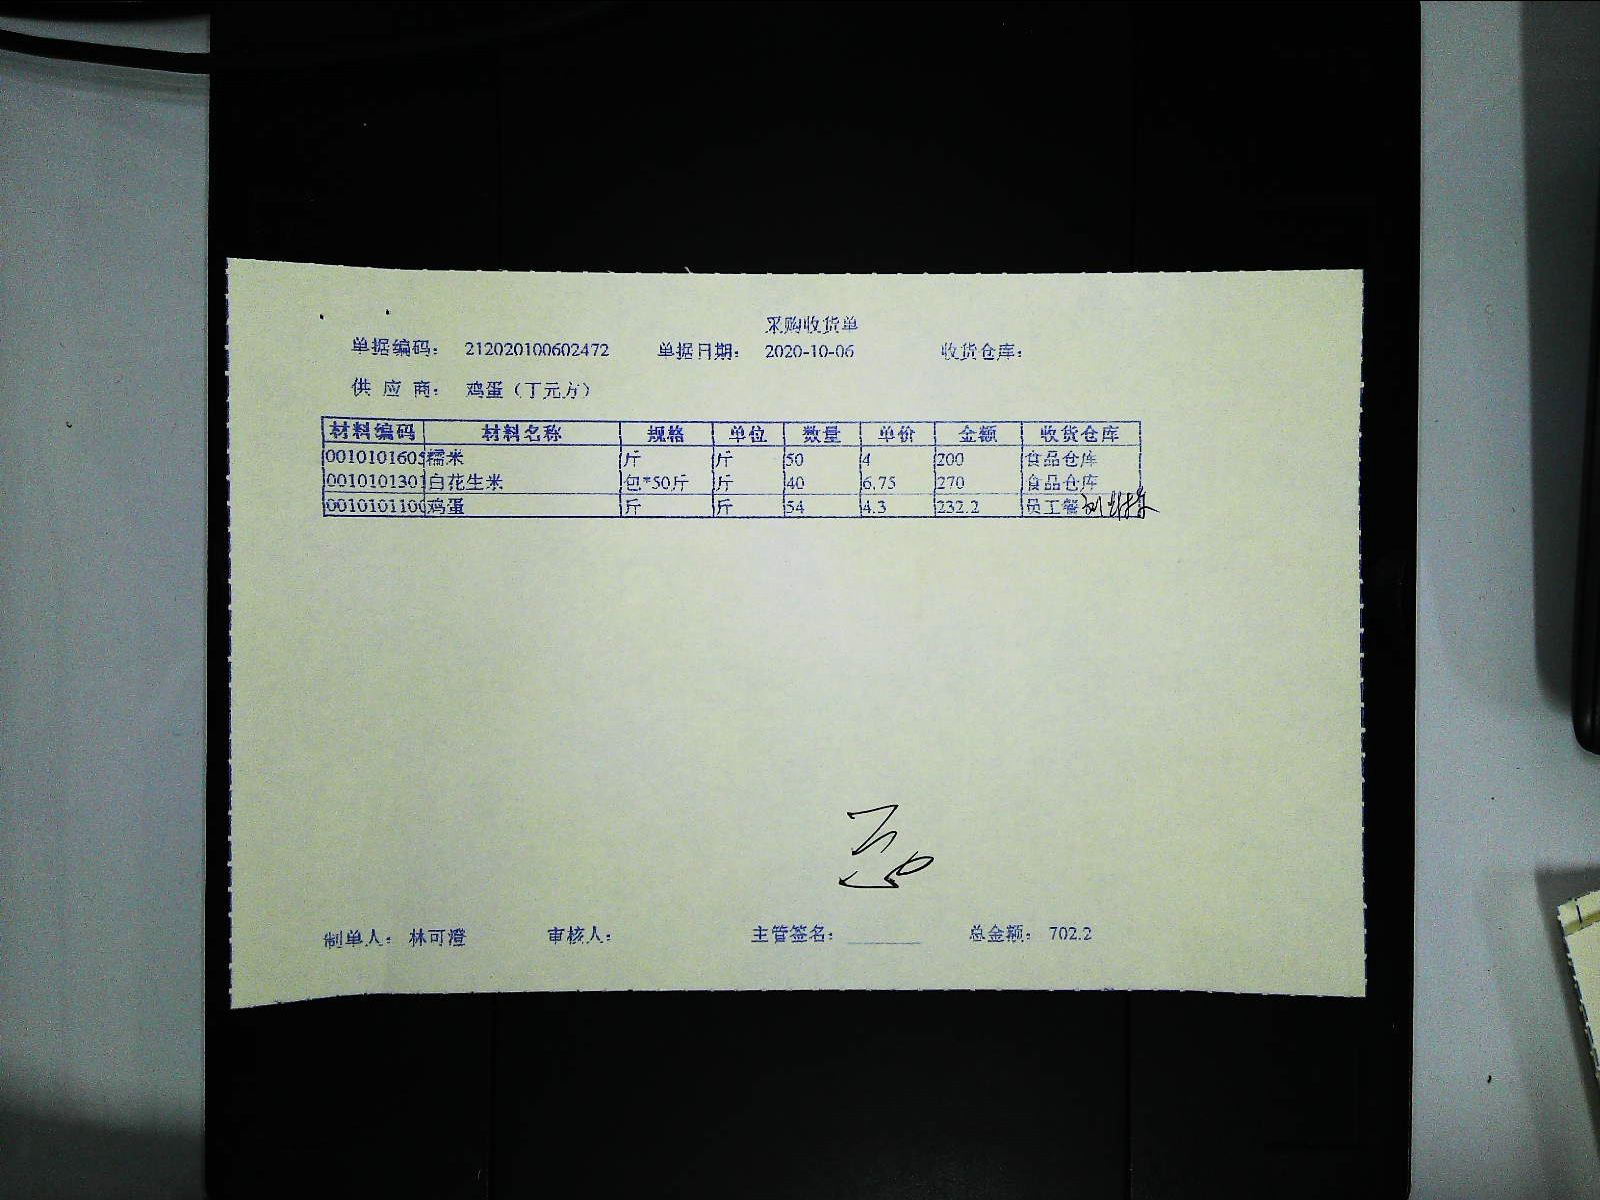 采购收货单
单据编码： 212020100602472 单据日期： 2020-10-06 收货仓库：
供 应 商： 鸡蛋（丁元方）
材料编码 材料名称 规格 单位 数量 单价 金额 收货仓库
0010101605 糯米 斤 斤 50 4 200 食品仓库
0010101301 白花生米 包*50斤 斤 40 6.75 270 食品仓库
0010101100 鸡蛋 斤 斤 54 4.3 232.2 员工餐
制单人： 林可澄 审核人： 主管签名： 总金额： 702.2